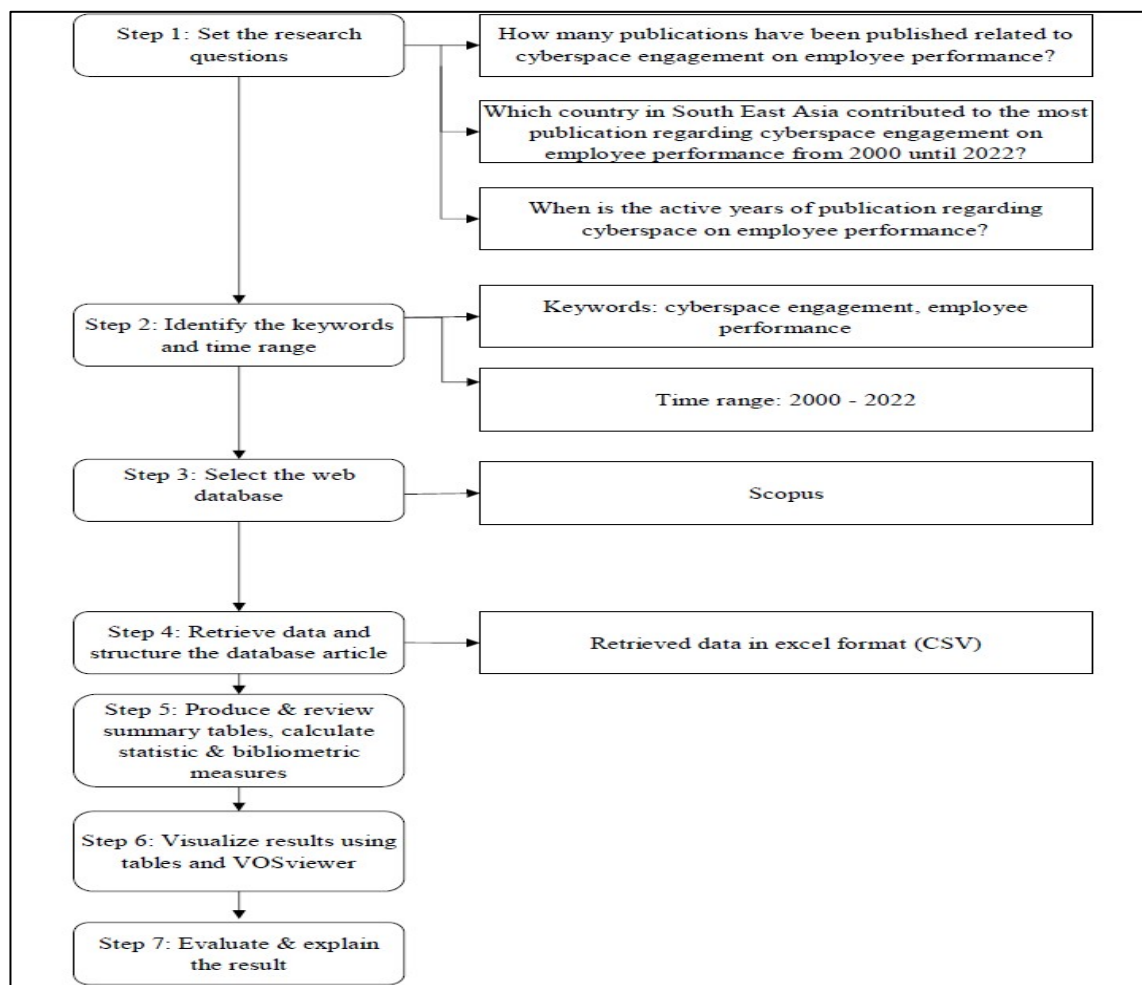 Step 1: Set the research
questions
How many publications have been published related to
cyberspace engagement on employee performance?
Which country in South East Asia contributed to the most
publication regarding cyberspace engagement on
employee performance from 2000 until 2022?
When is the active years of publication regarding
cyberspace on employee performance?
Step 2: Identify the keywords
and time range
Keywords: cyberspace engagement, employee
performance
Time range: 2000 - 2022
Step 3: Select the web
database
Scopus
Step 4: Retrieve data and
structure the database article
Retrieved data in excel format (CSV)
Step 5: Produce & review
summary tables, calculate
statistic & bibliometric
measures
Step 6: Visualize results using
tables and VOSviewer
Step 7: Evaluate & explain
the result